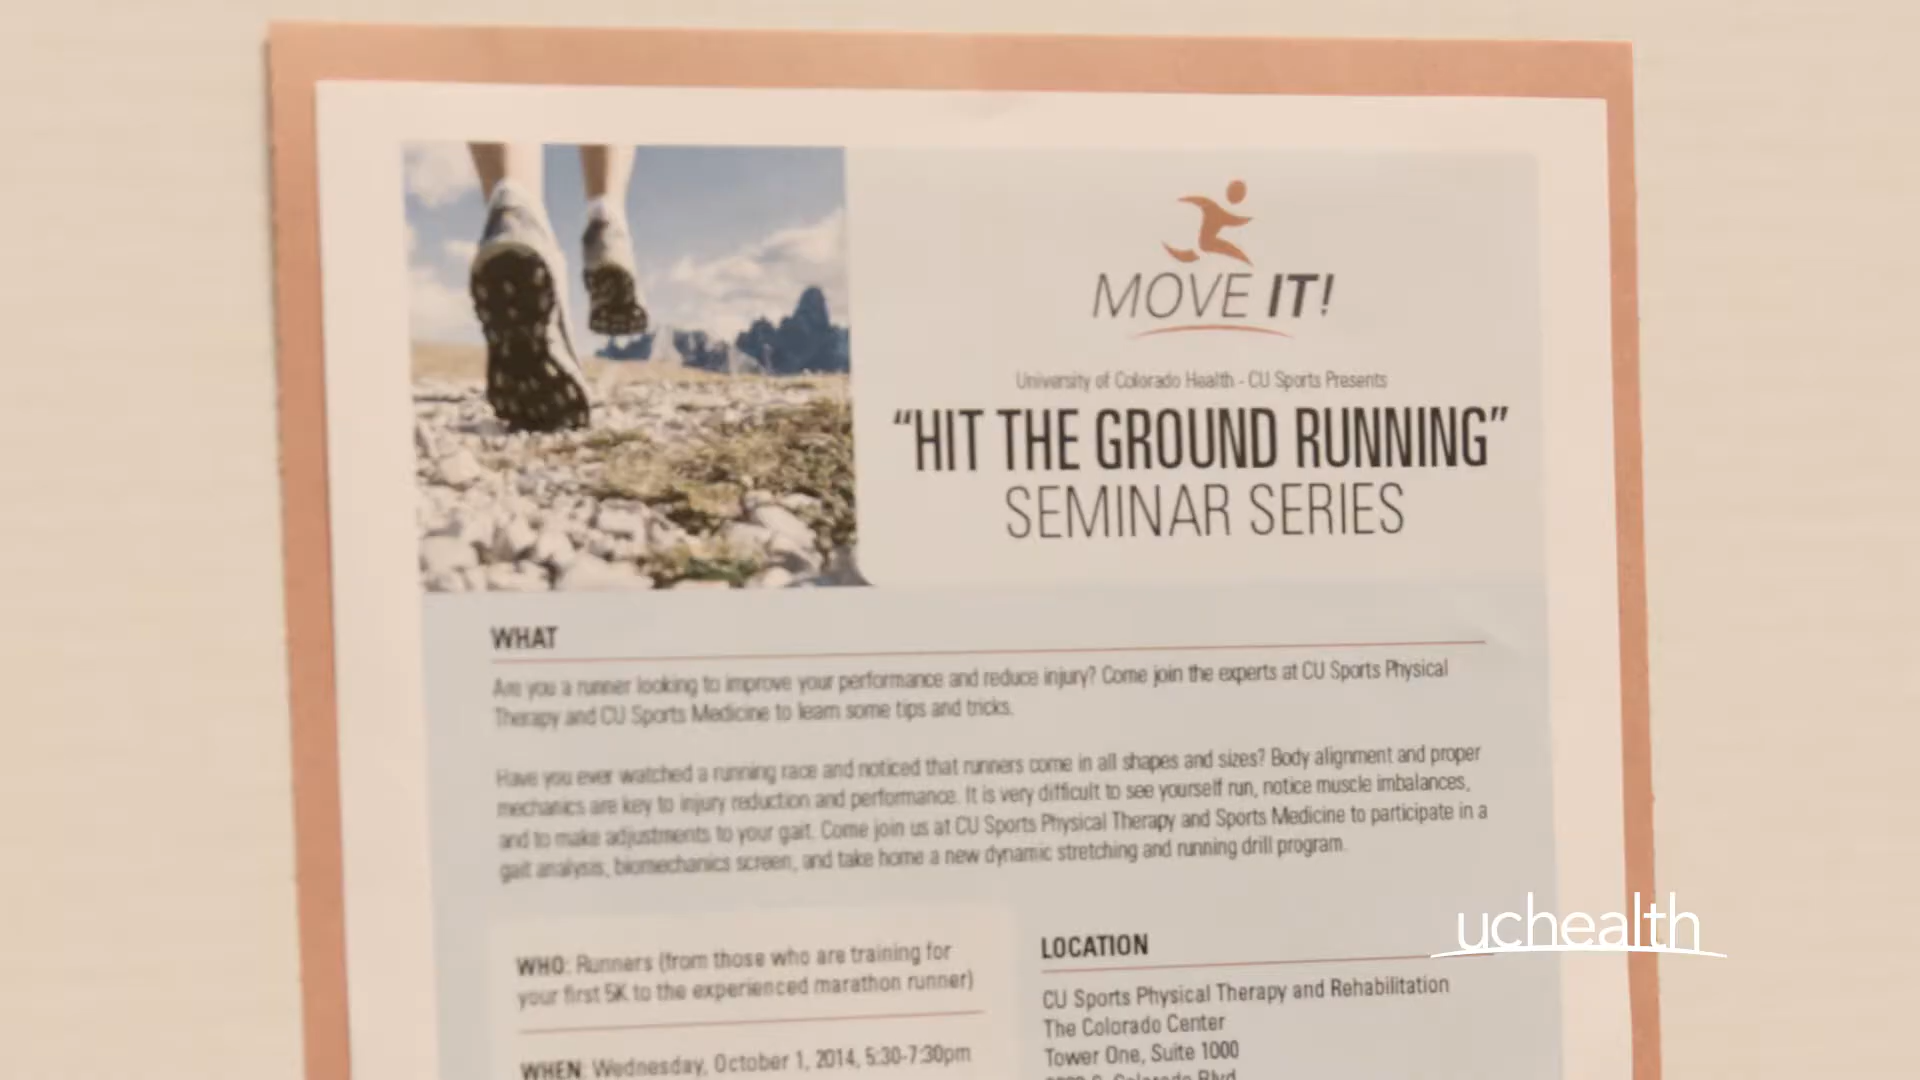 MOVE IT!
University of Colorado Health - CU Sports Presents
"HIT THE GROUND RUNNING"
SEMINAR SERIES
WHAT
Are you a runner looking to improve your performance and reduce injury? Come join the experts at CU Sports Physical
Therapy and CU Sports Medicine to learn some tips and tricks.
Have you ever watched a running race and noticed that runners come in all shapes and sizes? Body alignment and proper
mechanics are key to injury reduction and performance. It is very difficult to see yourself run, notice muscle imbalances,
and to make adjustments to your gait. Come join us at CU Sports Physical Therapy and Sports Medicine to participate in a
gait analysis, biomechanics screen, and take home a new dynamic stretching and running drill program.
WHO: Runners (from those who are training for
your first 5K to the experienced marathon runner)
WHEN: Wednesday, October 1, 2014, 5:30-7:30pm
LOCATION
CU Sports Physical Therapy and Rehabilitation
The Colorado Center
Tower One, Suite 1000
S. Colorado Blvd
uchealth